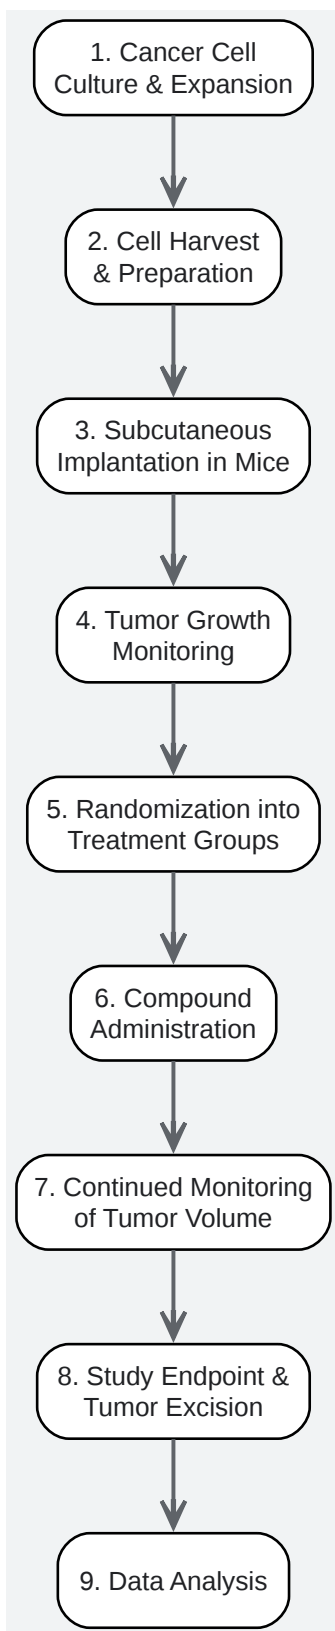 1. Cancer Cell
Culture & Expansion
2. Cell Harvest
& Preparation
3. Subcutaneous
Implantation in Mice
4. Tumor Growth
Monitoring
5. Randomization into
Treatment Groups
6. Compound
Administration
7. Continued Monitoring
of Tumor Volume
8. Study Endpoint &
Tumor Excision
9. Data Analysis